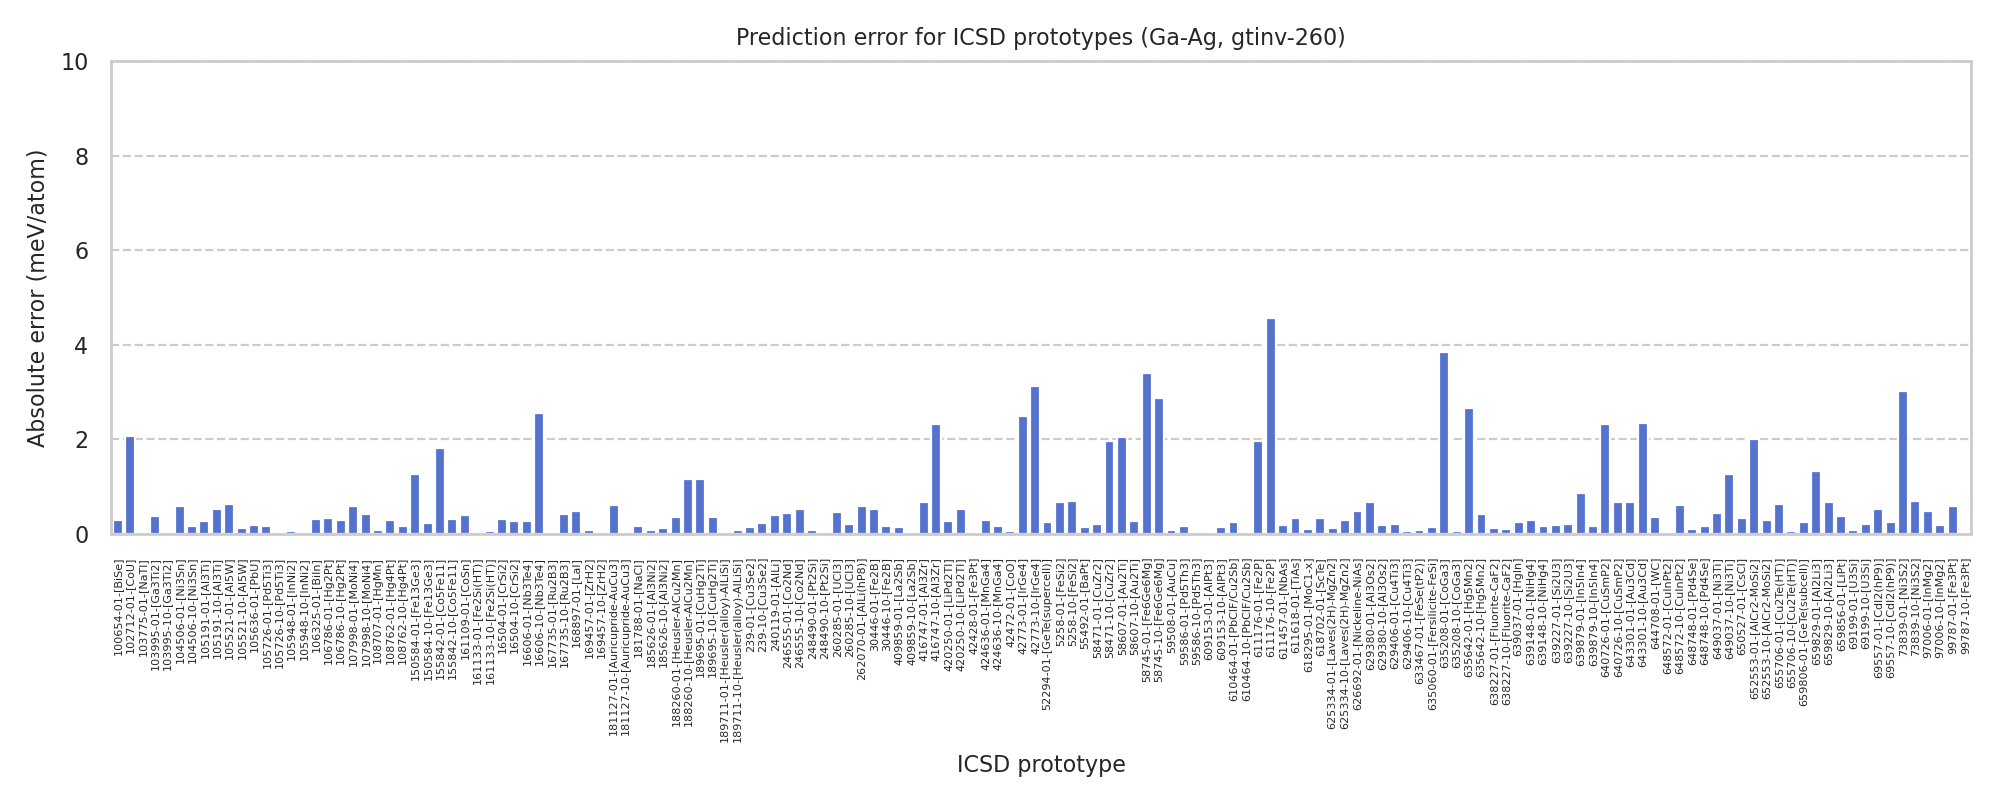 Prediction error for ICSD prototypes (Ga-Ag, gtinv-260)
Absolute error (meV/atom)
10
8
6
4
2
0
100654-01-[BiSe]
102712-01-[CoU]
103775-01-[NaTl]
103995-01-[Ga3Ti2]
103995-10-[Ga3Ti2]
104506-01-[Ni3Sn]
104506-10-[Ni3Sn]
105191-01-[Al3Ti]
105191-10-[Al3Ti]
105521-01-[Al5W]
105521-10-[Al5W]
105636-01-[PbU]
105726-01-[Pd5Ti3]
105726-10-[Pd5Ti3]
105948-01-[InNi2]
105948-10-[InNi2]
106325-01-[BiIn]
106786-01-[Hg2Pt]
106786-10-[Hg2Pt]
107998-01-[MoNi4]
107998-10-[MoNi4]
108707-01-[HgMn]
108762-01-[Hg4Pt]
108762-10-[Hg4Pt]
150584-01-[Fe13Ge3]
150584-10-[Fe13Ge3]
155842-01-[Co5Fe11]
155842-10-[Co5Fe11]
161109-01-[CoSn]
161133-01-[Fe2Si(HT)]
161133-10-[Fe2Si(HT)]
16504-01-[CrSi2]
16504-10-[CrSi2]
16606-01-[Nb3Te4]
16606-10-[Nb3Te4]
167735-01-[Ru2B3]
167735-10-[Ru2B3]
168897-01-[LaI]
169457-01-[ZrH2]
169457-10-[ZrH2]
181127-01-[Auricupride-AuCu3]
181127-10-[Auricupride-AuCu3]
181788-01-[NaCl]
185626-01-[Al3Ni2]
185626-10-[Al3Ni2]
188260-01-[Heusler-AlCu2Mn]
188260-10-[Heusler-AlCu2Mn]
189695-01-[CuHg2Ti]
189695-10-[CuHg2Ti]
189711-01-[Heusler(alloy)-AlLiSi]
189711-10-[Heusler(alloy)-AlLiSi]
239-01-[Cu3Se2]
239-10-[Cu3Se2]
240119-01-[AlLi]
246555-01-[Co2Nd]
246555-10-[Co2Nd]
248490-01-[Pt2Si]
248490-10-[Pt2Si]
260285-01-[UCl3]
260285-10-[UCl3]
262070-01-[AlLi(hP8)]
30446-01-[Fe2B]
30446-10-[Fe2B]
409859-01-[La2Sb]
409859-10-[La2Sb]
416747-01-[Al3Zr]
416747-10-[Al3Zr]
420250-01-[LiPd2Tl]
420250-10-[LiPd2Tl]
42428-01-[Fe3Pt]
424636-01-[MnGa4]
424636-10-[MnGa4]
42472-01-[CoO]
42773-01-[IrGe4]
42773-10-[IrGe4]
52294-01-[GeTe(supercell)]
5258-01-[FeSi2]
5258-10-[FeSi2]
55492-01-[BaPt]
58471-01-[CuZr2]
58471-10-[CuZr2]
58607-01-[Au2Ti]
58607-10-[Au2Ti]
58745-01-[Fe6Ge6Mg]
58745-10-[Fe6Ge6Mg]
59508-01-[AuCu]
59586-01-[Pd5Th3]
59586-10-[Pd5Th3]
609153-01-[AlPt3]
609153-10-[AlPt3]
610464-01-[PbClF/Cu2Sb]
610464-10-[PbClF/Cu2Sb]
611176-01-[Fe2P]
611176-10-[Fe2P]
611457-01-[NbAs]
611618-01-[TiAs]
618295-01-[MoC1-x]
618702-01-[ScTe]
625334-01-[Laves(2H)-MgZn2]
625334-10-[Laves(2H)-MgZn2]
626692-01-[Nickeline-NiAs]
629380-01-[Al3Os2]
629380-10-[Al3Os2]
629406-01-[Cu4Ti3]
629406-10-[Cu4Ti3]
633467-01-[FeSe(tP2)]
635060-01-[Fersilicite-FeSi]
635208-01-[CoGa3]
635208-10-[CoGa3]
635642-01-[Hg5Mn2]
635642-10-[Hg5Mn2]
638227-01-[Fluorite-CaF2]
638227-10-[Fluorite-CaF2]
639037-01-[HgIn]
639148-01-[NiHg4]
639148-10-[NiHg4]
639227-01-[Si2U3]
639227-10-[Si2U3]
639879-01-[In5In4]
639879-10-[In5In4]
640726-01-[CuSmP2]
640726-10-[CuSmP2]
643301-01-[Au3Cd]
643301-10-[Au3Cd]
644708-01-[WC]
648572-01-[CuInPt2]
648572-10-[CuInPt2]
648748-01-[Pd4Se]
648748-10-[Pd4Se]
649037-01-[Ni3Ti]
649037-10-[Ni3Ti]
650527-01-[CsCl]
652553-01-[AlCr2-MoSi2]
652553-10-[AlCr2-MoSi2]
655706-01-[Cu2Te(HT)]
655706-10-[Cu2Te(HT)]
659806-01-[GeTe(subcell)]
659829-01-[Al2Li3]
659829-10-[Al2Li3]
659856-01-[LiPt]
69199-01-[U3Si]
69199-10-[U3Si]
69557-01-[CdI2(hP9)]
69557-10-[CdI2(hP9)]
73839-01-[Ni3S2]
73839-10-[Ni3S2]
97006-01-[InMg2]
97006-10-[InMg2]
99787-01-[Fe3Pt]
99787-10-[Fe3Pt]
ICSD prototype